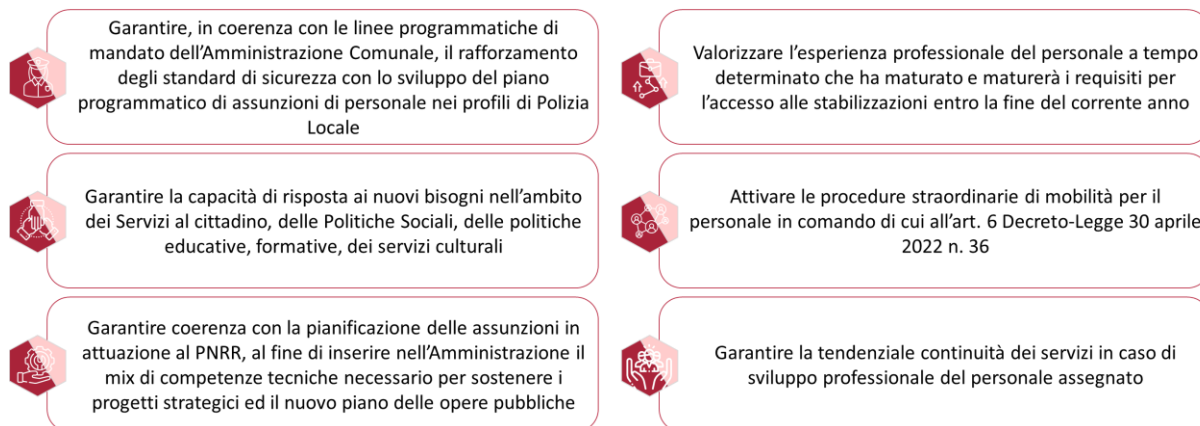 Garantire, in coerenza con le linee programmatiche di
mandato dell'Amministrazione Comunale, il rafforzamento
degli standard di sicurezza con lo sviluppo del piano
programmatico di assunzioni di personale nei profili di Polizia
Locale
Valorizzare l'esperienza professionale del personale a tempo
determinato che ha maturato e maturerà i requisiti per
l'accesso alle stabilizzazioni entro la fine del corrente anno
Garantire la capacità di risposta ai nuovi bisogni nell'ambito
dei Servizi al cittadino, delle Politiche Sociali, delle politiche
educative, formative, dei servizi culturali
Attivare le procedure straordinarie di mobilità per il
personale in comando di cui all'art. 6 Decreto-Legge 30 aprile
2022 n. 36
Garantire coerenza con la pianificazione delle assunzioni in
attuazione al PNRR, al fine di inserire nell'Amministrazione il
mix di competenze tecniche necessario per sostenere i
progetti strategici ed il nuovo piano delle opere pubbliche
Garantire la tendenziale continuità dei servizi in caso di
sviluppo professionale del personale assegnato